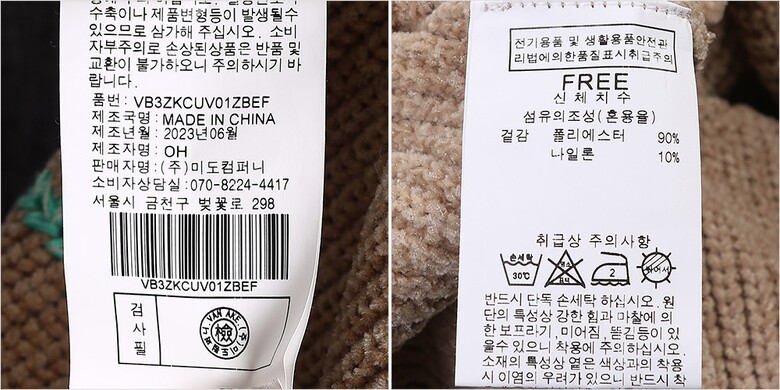 수축이나 제품변형등이 발생될수
있으므로 삼가해 주십시오. 소비
자부주의로 손상된상품은 반품 및
교환이 불가하오니 주의하시기 바
랍니다.
품번: VB3ZKCUV01ZBEF
제조국명: MADE IN CHINA
제조년월: 2023년06월
제조자명: OH
판매자명: (주)미도컴퍼니
소비자상담실:070-8224-4417
서울시 금천구 벚꽃로 298
VB3ZKCUV01ZBEF
검
사
필
檢
전기용품 및 생활용품안전관
리법에의한품질표시취급주의
FREE
신체치수
섬유의조성(혼용율)
겉감 폴리에스터 90%
나일론 10%
취급상 주의사항
손세탁
30℃
2
뉘어서
반드시 단독 손세탁 하십시오. 원
단의 특성상 강한 힘과 마찰에 의
한 보프라기, 미어짐, 뜯김등이 있
을수 있으니 착용에 주의하십시오.
소재의 특성상 옅은 색상과의 착용
시 이염의 우려가 있으니 반드시 착